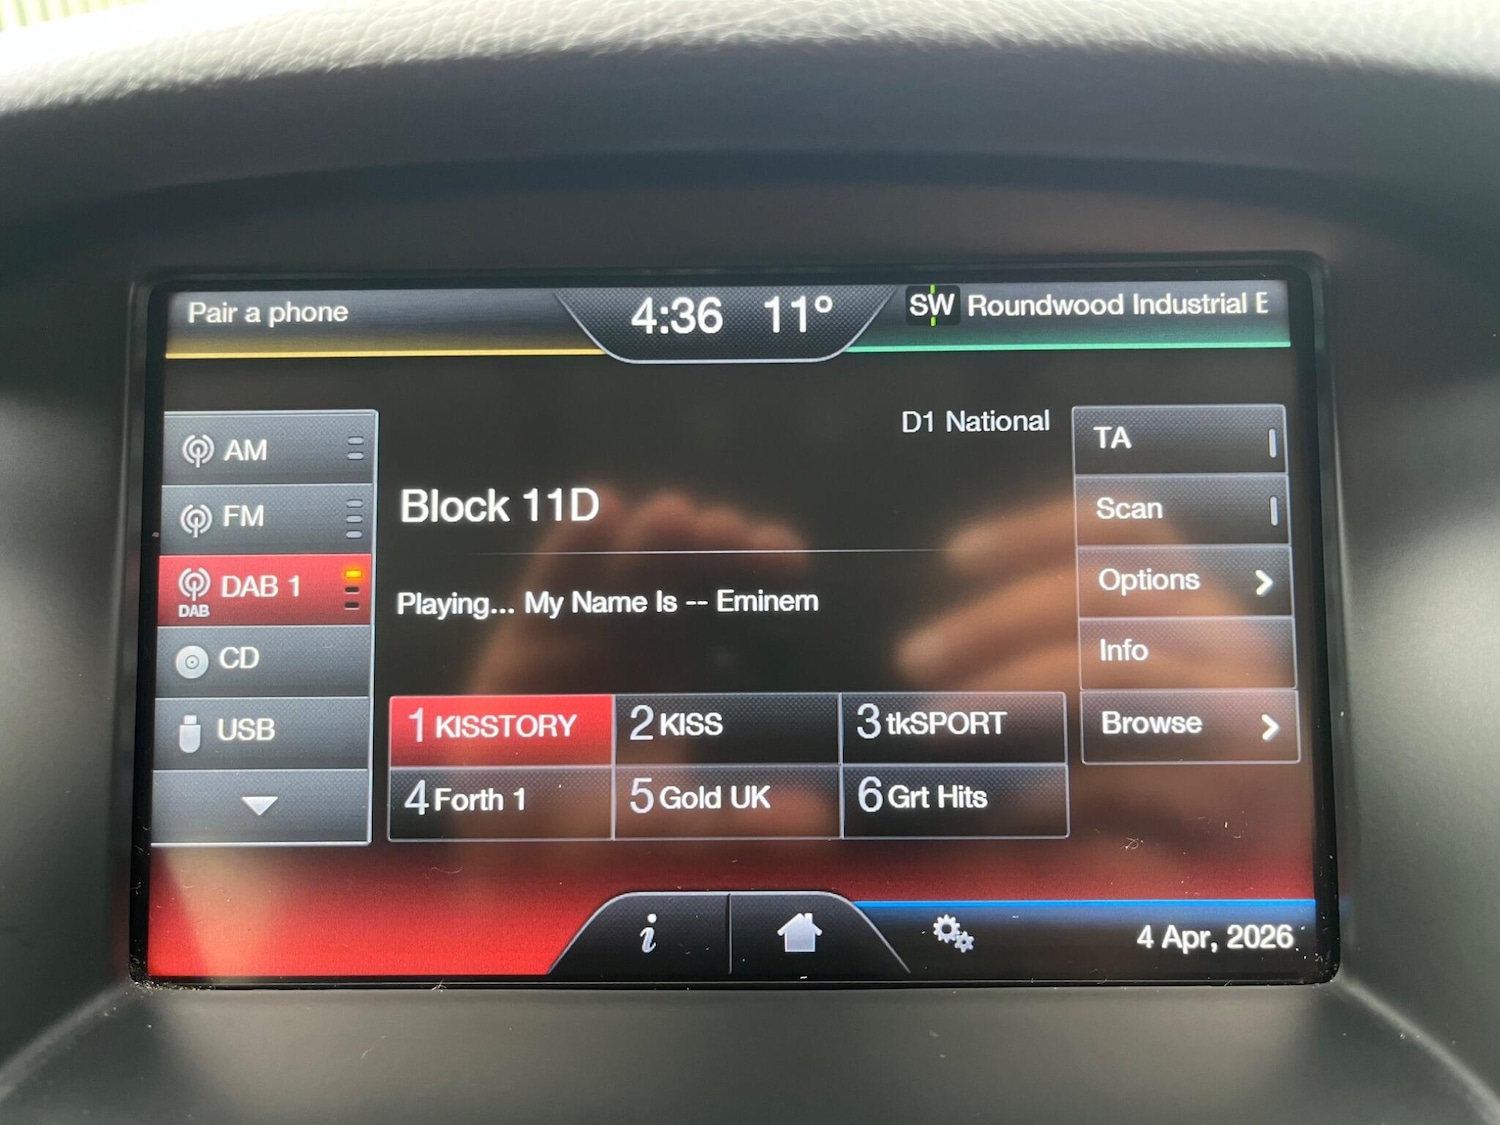 Pair a phone
4:36 11°
SW Roundwood Industrial E
AM
FM
DAB 1
DAB
CD
USB
D1 National
Block 11D
Playing... My Name Is -- Eminem
1 KISSTORY
2 KISS
3 tkSPORT
4 Forth 1
5 Gold UK
6 Grt Hits
TA
Scan
Options
Info
Browse
i
4 Apr, 2026